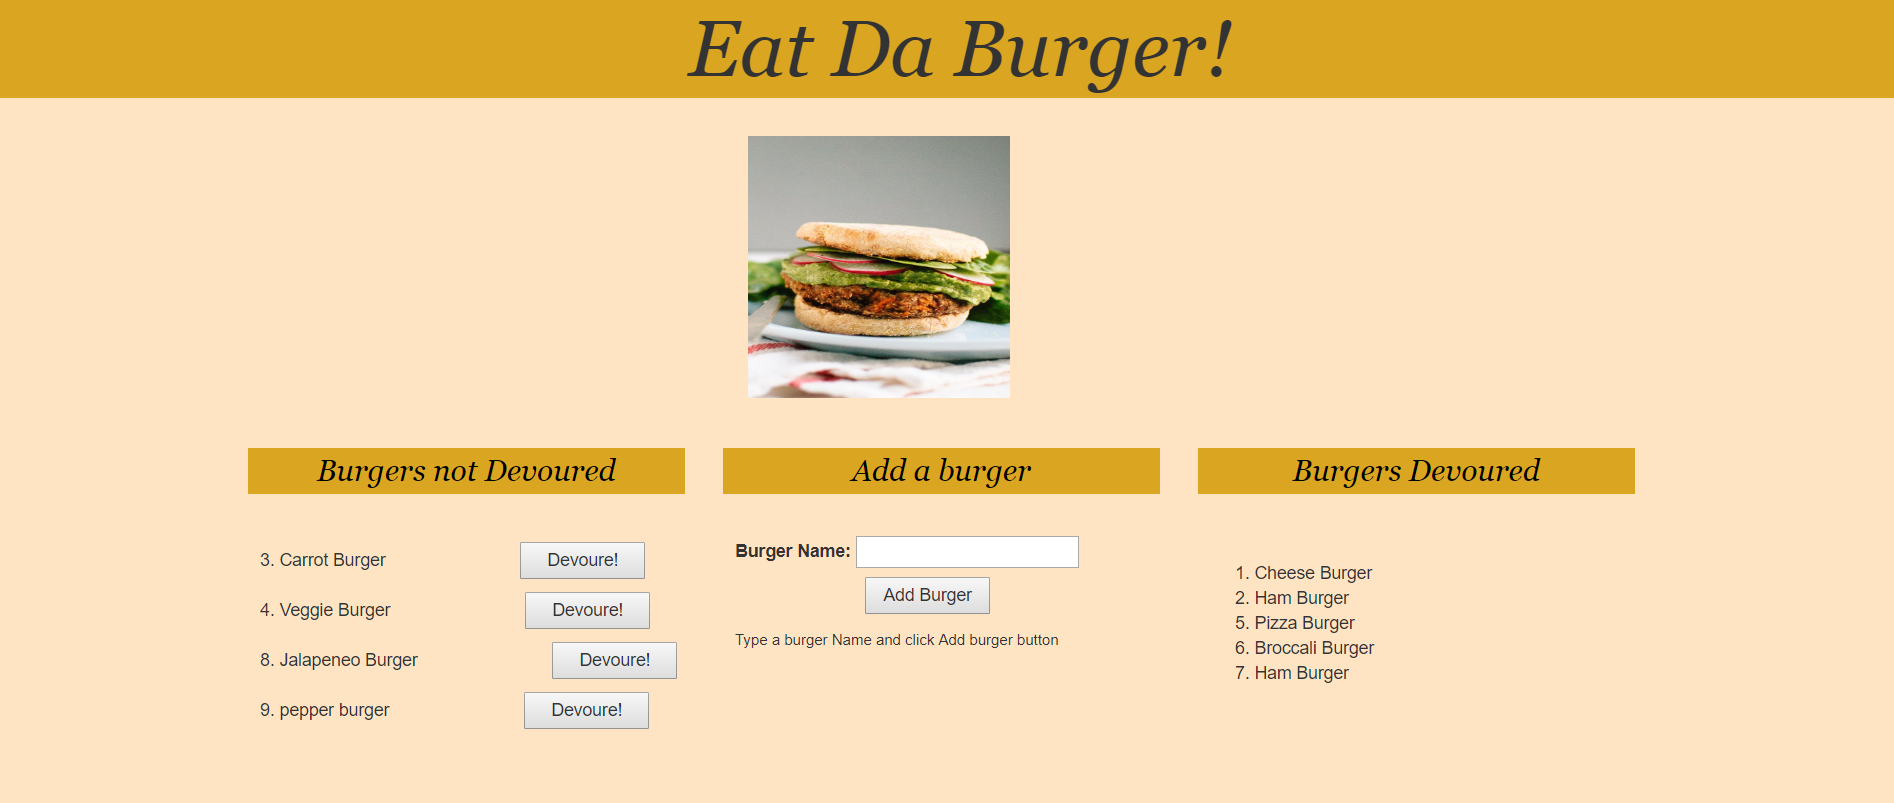 Eat Da Burger!
Burgers not Devoured
3. Carrot Burger Devoure!
4. Veggie Burger Devoure!
8. Jalapeneo Burger Devoure!
9. pepper burger Devoure!
Add a burger
Burger Name:
Add Burger
Type a burger Name and click Add burger button
Burgers Devoured
1. Cheese Burger
2. Ham Burger
5. Pizza Burger
6. Broccali Burger
7. Ham Burger